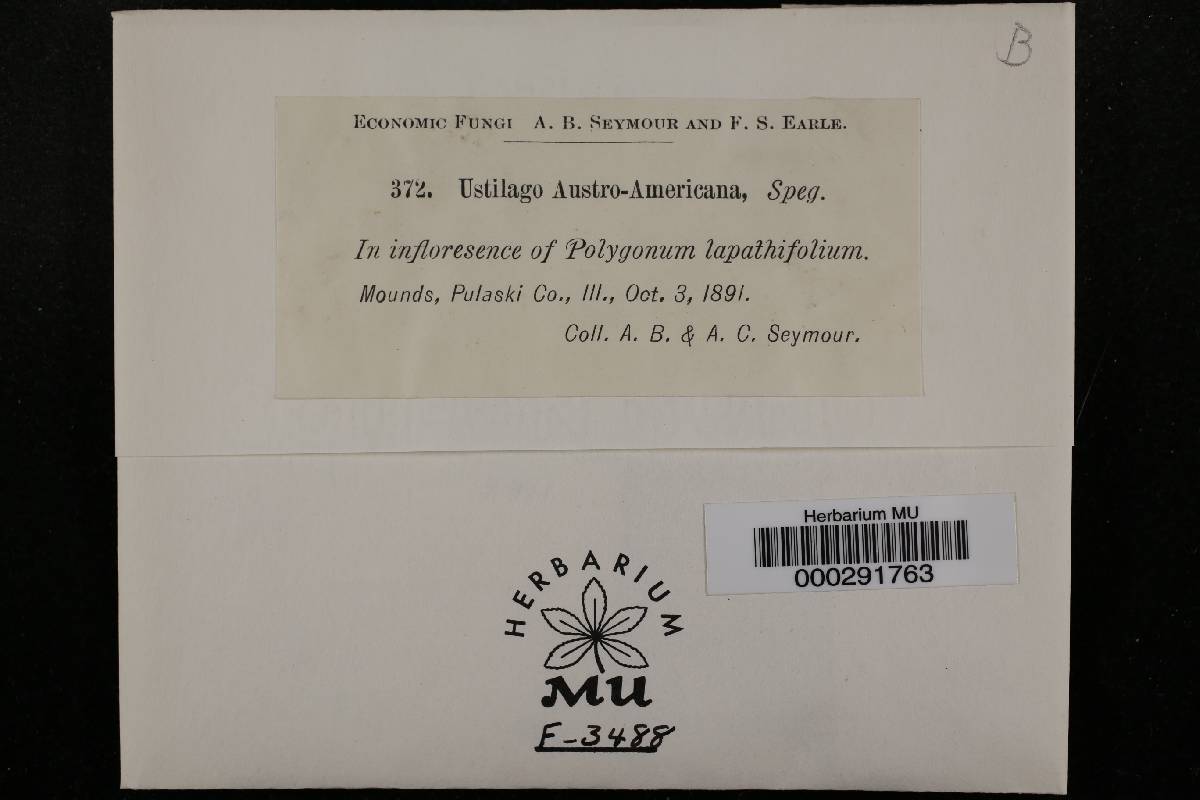 B
ECONOMIC FUNGI A. B. SEYMOUR AND F. S. EARLE.
372. Ustilago Austro-Americana, Speg.
In infloresence of Polygonum lapathifolium.
Mounds, Pulaski Co., Ill., Oct. 3, 1891.
Coll. A. B. & A. C. Seymour.
Herbarium MU
000291763
HERBARIUM
MU
F-3488